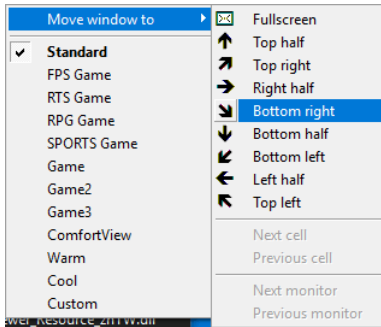 Move window to
Standard
FPS Game
RTS Game
RPG Game
SPORTS Game
Game
Game2
Game3
ComfortView
Warm
Cool
Custom
Fullscreen
Top half
Top right
Right half
Bottom right
Bottom half
Bottom left
Left half
Top left
Next cell
Previous cell
Next monitor
Previous monitor
ewer_Resource_zhTW.dll